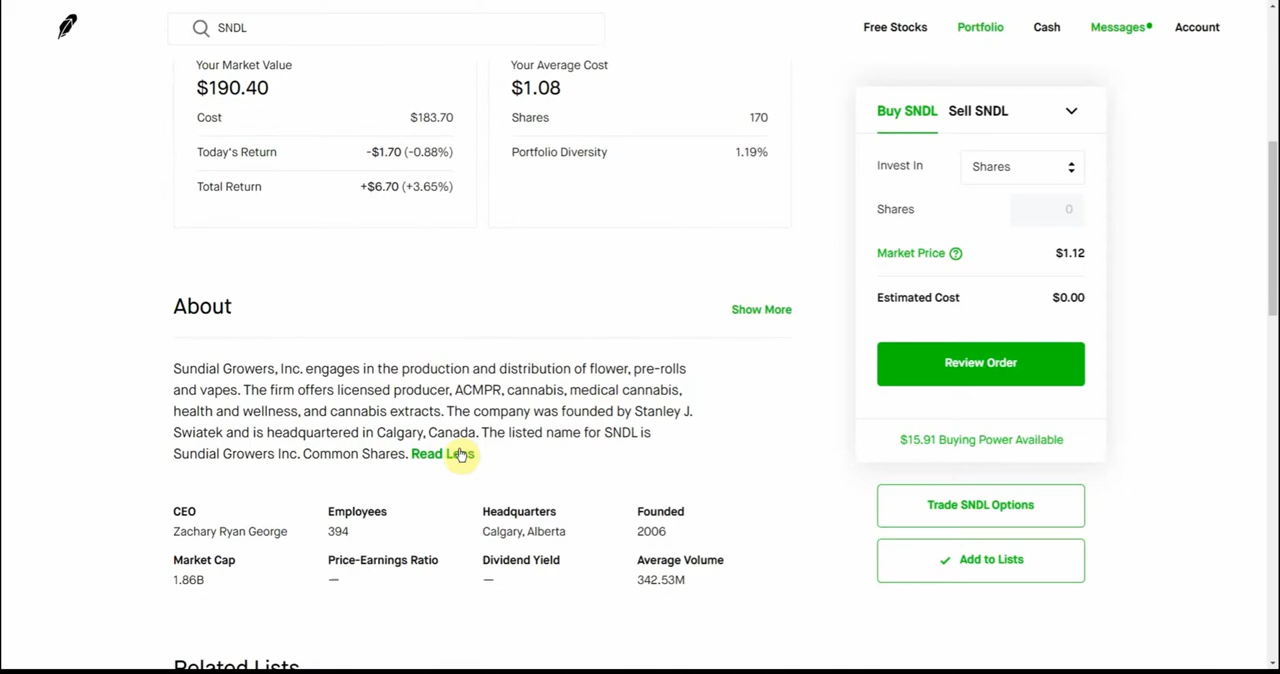 SNDL
Free Stocks
Portfolio
Cash
Messages
Account
Your Market Value
$190.40
Cost $183.70
Today's Return -$1.70 (-0.88%)
Total Return +$6.70 (+3.65%)
Your Average Cost
$1.08
Shares 170
Portfolio Diversity 1.19%
Buy SNDL Sell SNDL
Invest In Shares
Shares 0
Market Price $1.12
Estimated Cost $0.00
Review Order
$15.91 Buying Power Available
Trade SNDL Options
Add to Lists
About Show More
Sundial Growers, Inc. engages in the production and distribution of flower, pre-rolls
and vapes. The firm offers licensed producer, ACMPR, cannabis, medical cannabis,
health and wellness, and cannabis extracts. The company was founded by Stanley J.
Swiatek and is headquartered in Calgary, Canada. The listed name for SNDL is
Sundial Growers Inc. Common Shares. Read Less
CEO Employees Headquarters Founded
Zachary Ryan George 394 Calgary, Alberta 2006
Market Cap Price-Earnings Ratio Dividend Yield Average Volume
1.86B — — 342.53M
Related Lists